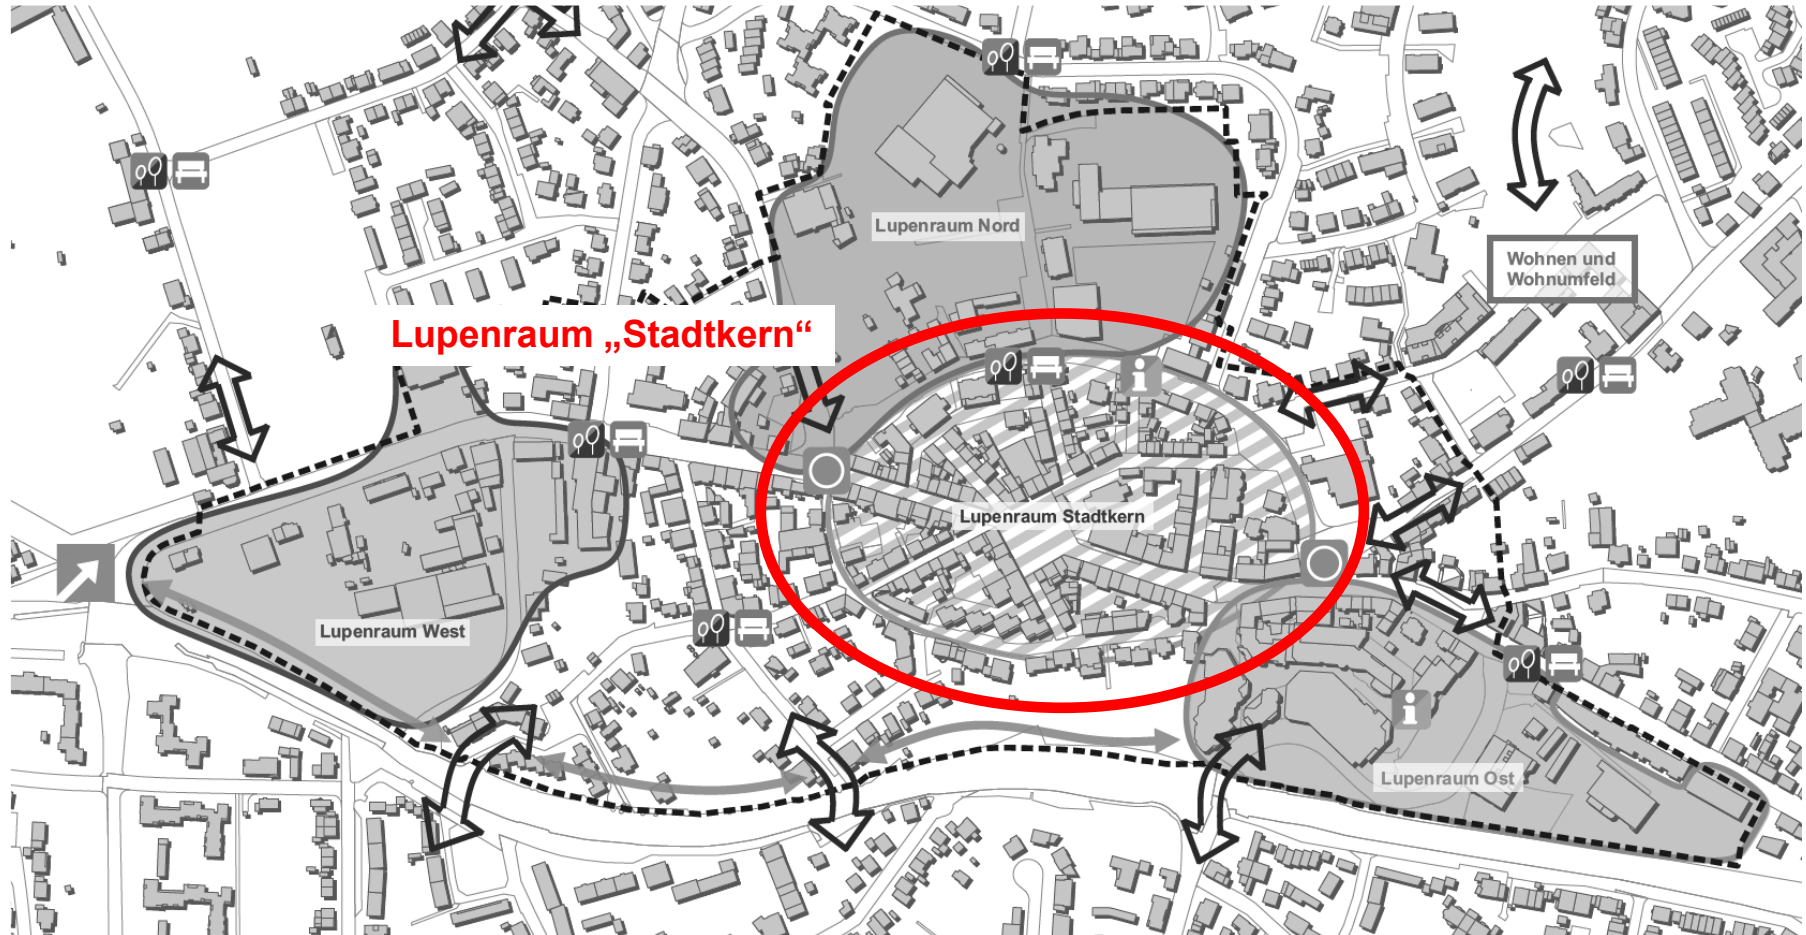 Lupenraum Nord
Wohnen und
Wohnumfeld
Lupenraum „Stadtkern“
Lupenraum Stadtkern
Lupenraum West
Lupenraum Ost